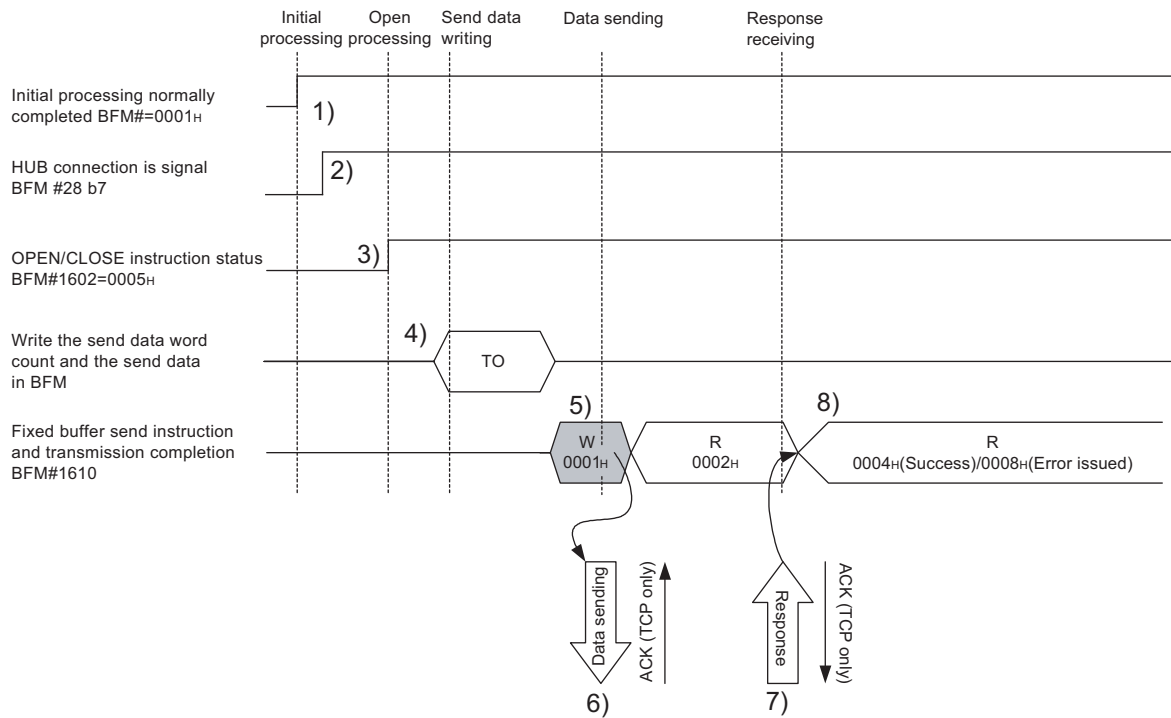 Initial
processing
Open
processing
Send data
writing
Data sending
Response
receiving
Initial processing normally
completed BFM#=0001H
1)
HUB connection is signal
BFM #28 b7
2)
OPEN/CLOSE instruction status
BFM#1602=0005H
3)
Write the send data word
count and the send data
in BFM
4)
TO
Fixed buffer send instruction
and transmission completion
BFM#1610
5)
W
0001H
R
0002H
8)
R
0004H(Success)/0008H(Error issued)
Data sending
ACK (TCP only)
6)
Response
ACK (TCP only)
7)